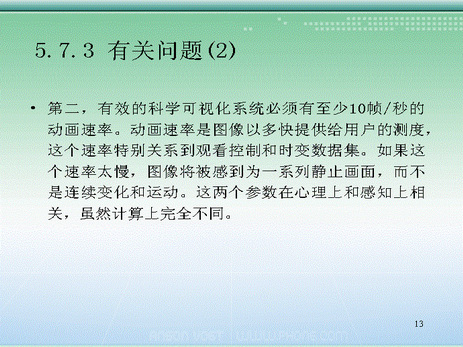 5.7.3 有关问题(2)
• 第二，有效的科学可视化系统必须有至少10帧/秒的
动画速率。动画速率是图像以多快提供给用户的测度，
这个速率特别关系到观看控制和时变数据集。如果这
个速率太慢，图像将被感到为一系列静止画面，而不
是连续变化和运动。这两个参数在心理上和感知上相
关，虽然计算上完全不同。
13